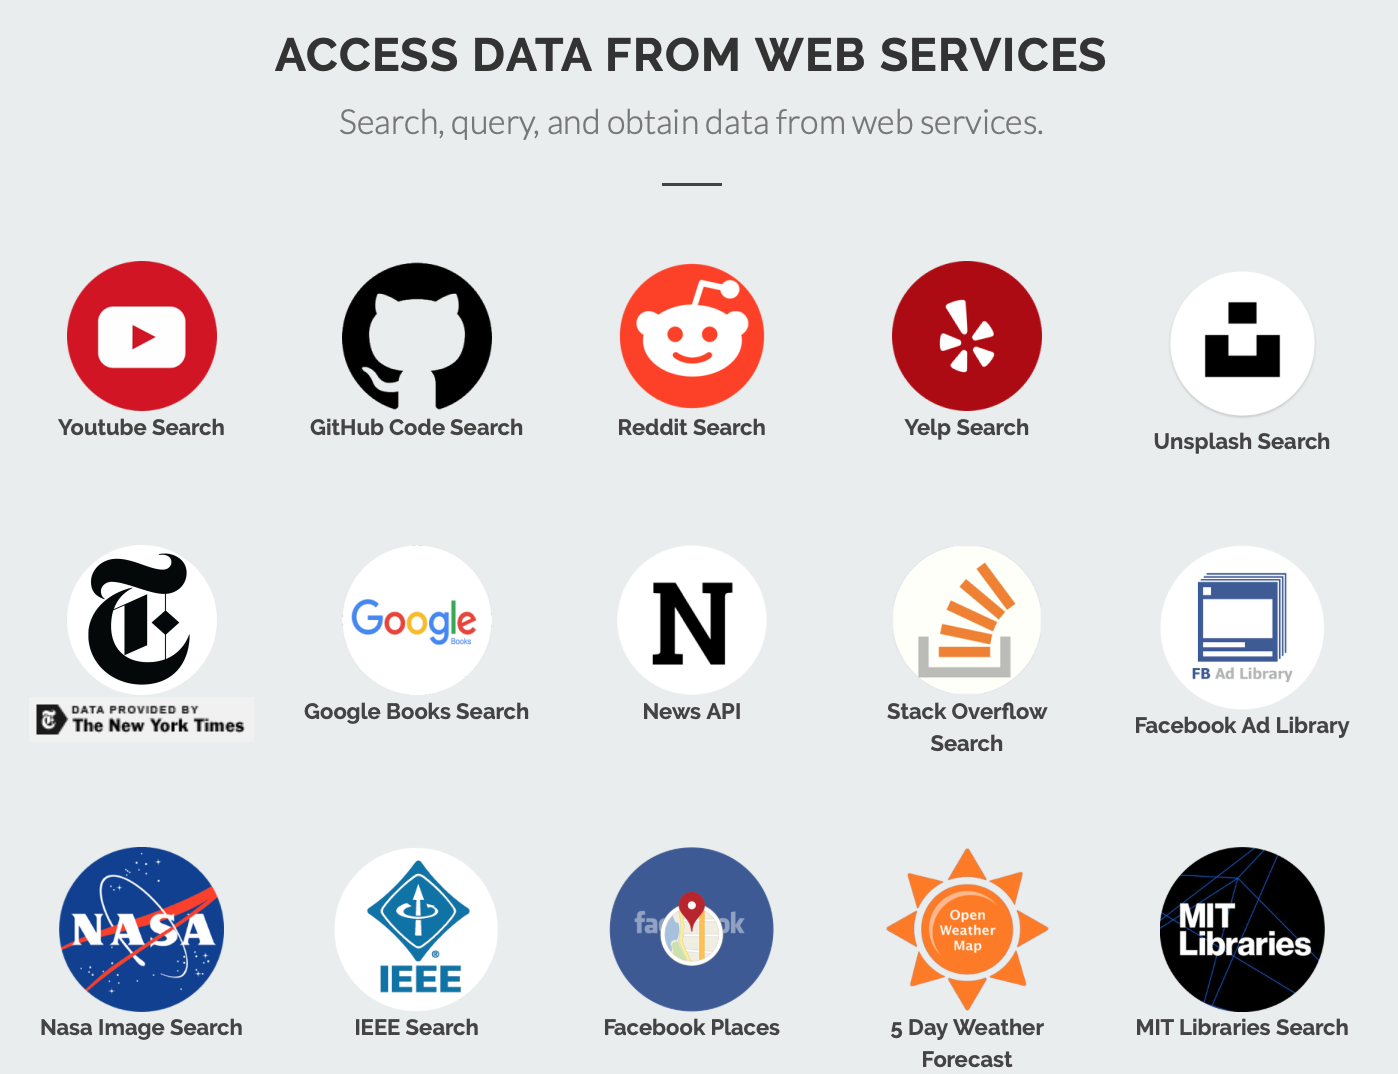 ACCESS DATA FROM WEB SERVICES
Search, query, and obtain data from web services.
Youtube Search
GitHub Code Search
Reddit Search
Yelp Search
Unsplash Search
DATA PROVIDED BY
The New York Times
Google
Books
Google Books Search
N
News API
Stack Overflow
Search
FB Ad Library
Facebook Ad Library
NASA
Nasa Image Search
IEEE
®
IEEE Search
fac ok
Facebook Places
Open
Weather
Map
5 Day Weather
Forecast
MIT
Libraries
MIT Libraries Search